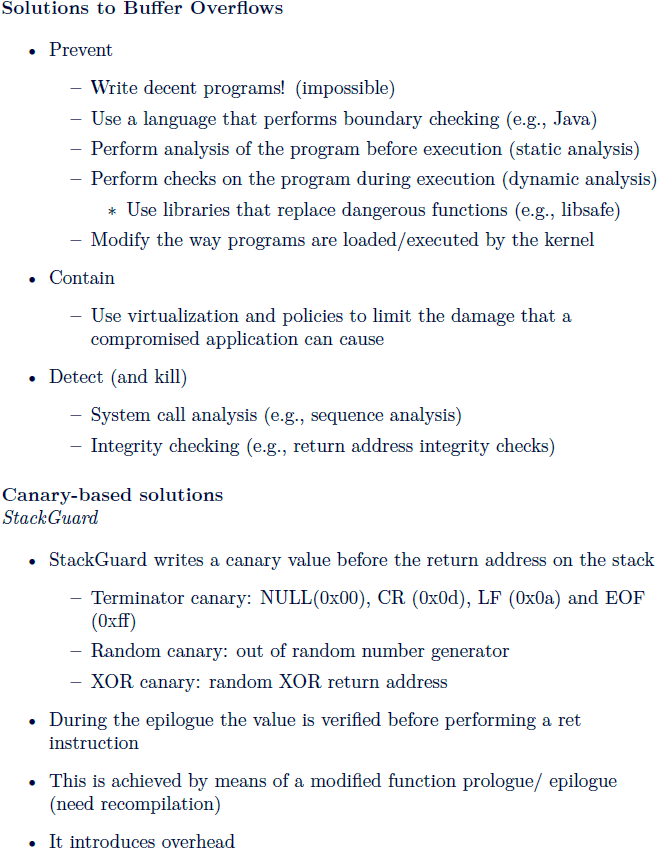 Solutions to Buffer Overflows
• Prevent
– Write decent programs! (impossible)
– Use a language that performs boundary checking (e.g., Java)
– Perform analysis of the program before execution (static analysis)
– Perform checks on the program during execution (dynamic analysis)
∗ Use libraries that replace dangerous functions (e.g., libsafe)
– Modify the way programs are loaded/executed by the kernel
• Contain
– Use virtualization and policies to limit the damage that a
compromised application can cause
• Detect (and kill)
– System call analysis (e.g., sequence analysis)
– Integrity checking (e.g., return address integrity checks)
Canary-based solutions
StackGuard
• StackGuard writes a canary value before the return address on the stack
– Terminator canary: NULL(0x00), CR (0x0d), LF (0x0a) and EOF
(0xff)
– Random canary: out of random number generator
– XOR canary: random XOR return address
• During the epilogue the value is verified before performing a ret
instruction
• This is achieved by means of a modified function prologue/ epilogue
(need recompilation)
• It introduces overhead